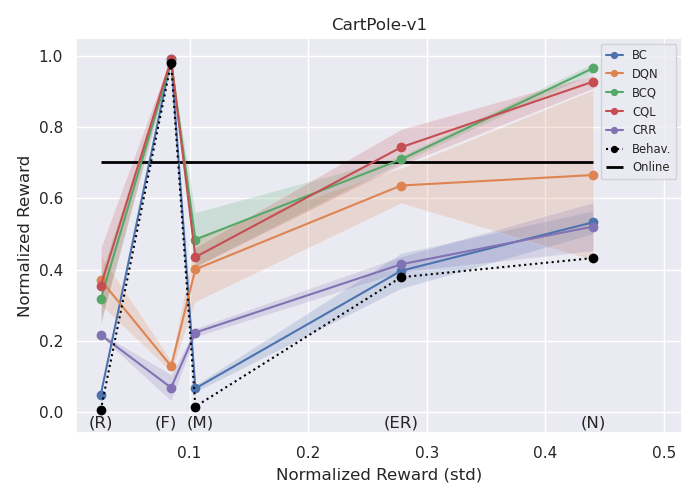 CartPole-v1
Normalized Reward
1.0
0.8
0.6
0.4
0.2
0.0
BC
DQN
BCQ
CQL
CRR
Behav.
Online
(R) (F) (M) (ER) (N)
0.1 0.2 0.3 0.4 0.5
Normalized Reward (std)